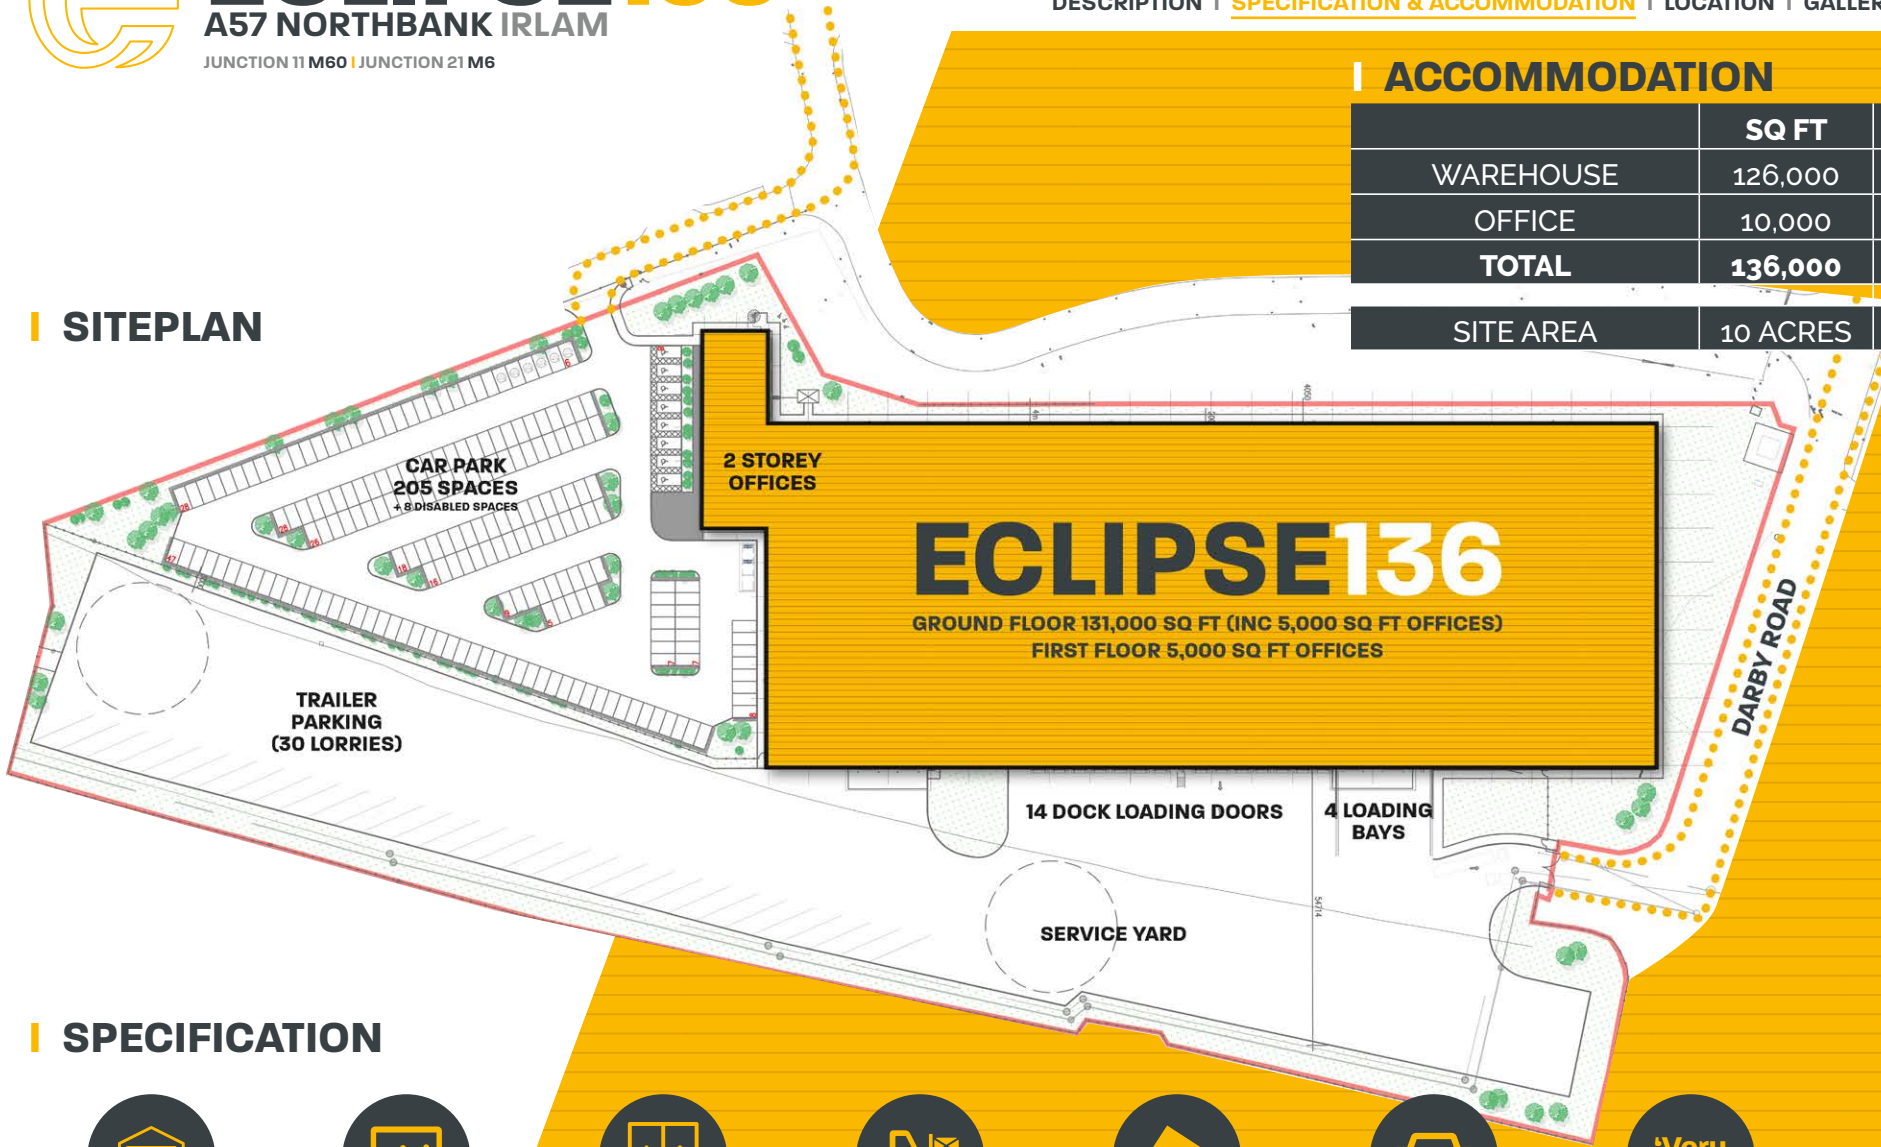 A57 NORTHBANK IRLAM
JUNCTION 11 M60 | JUNCTION 21 M6
DESCRIPTION | SPECIFICATION & ACCOMMODATION | LOCATION |
ACCOMMODATION
SQ FT
WAREHOUSE 126,000
OFFICE 10,000
TOTAL 136,000
SITE AREA 10 ACRES
SITEPLAN
CAR PARK
205 SPACES
+ 8 DISABLED SPACES
2 STOREY
OFFICES
ECLIPSE136
GROUND FLOOR 131,000 SQ FT (INC 5,000 SQ FT OFFICES)
FIRST FLOOR 5,000 SQ FT OFFICES
DARBY ROAD
TRAILER
PARKING
(30 LORRIES)
14 DOCK LOADING DOORS
4 LOADING
BAYS
SERVICE YARD
54714
SPECIFICATION
‘Very